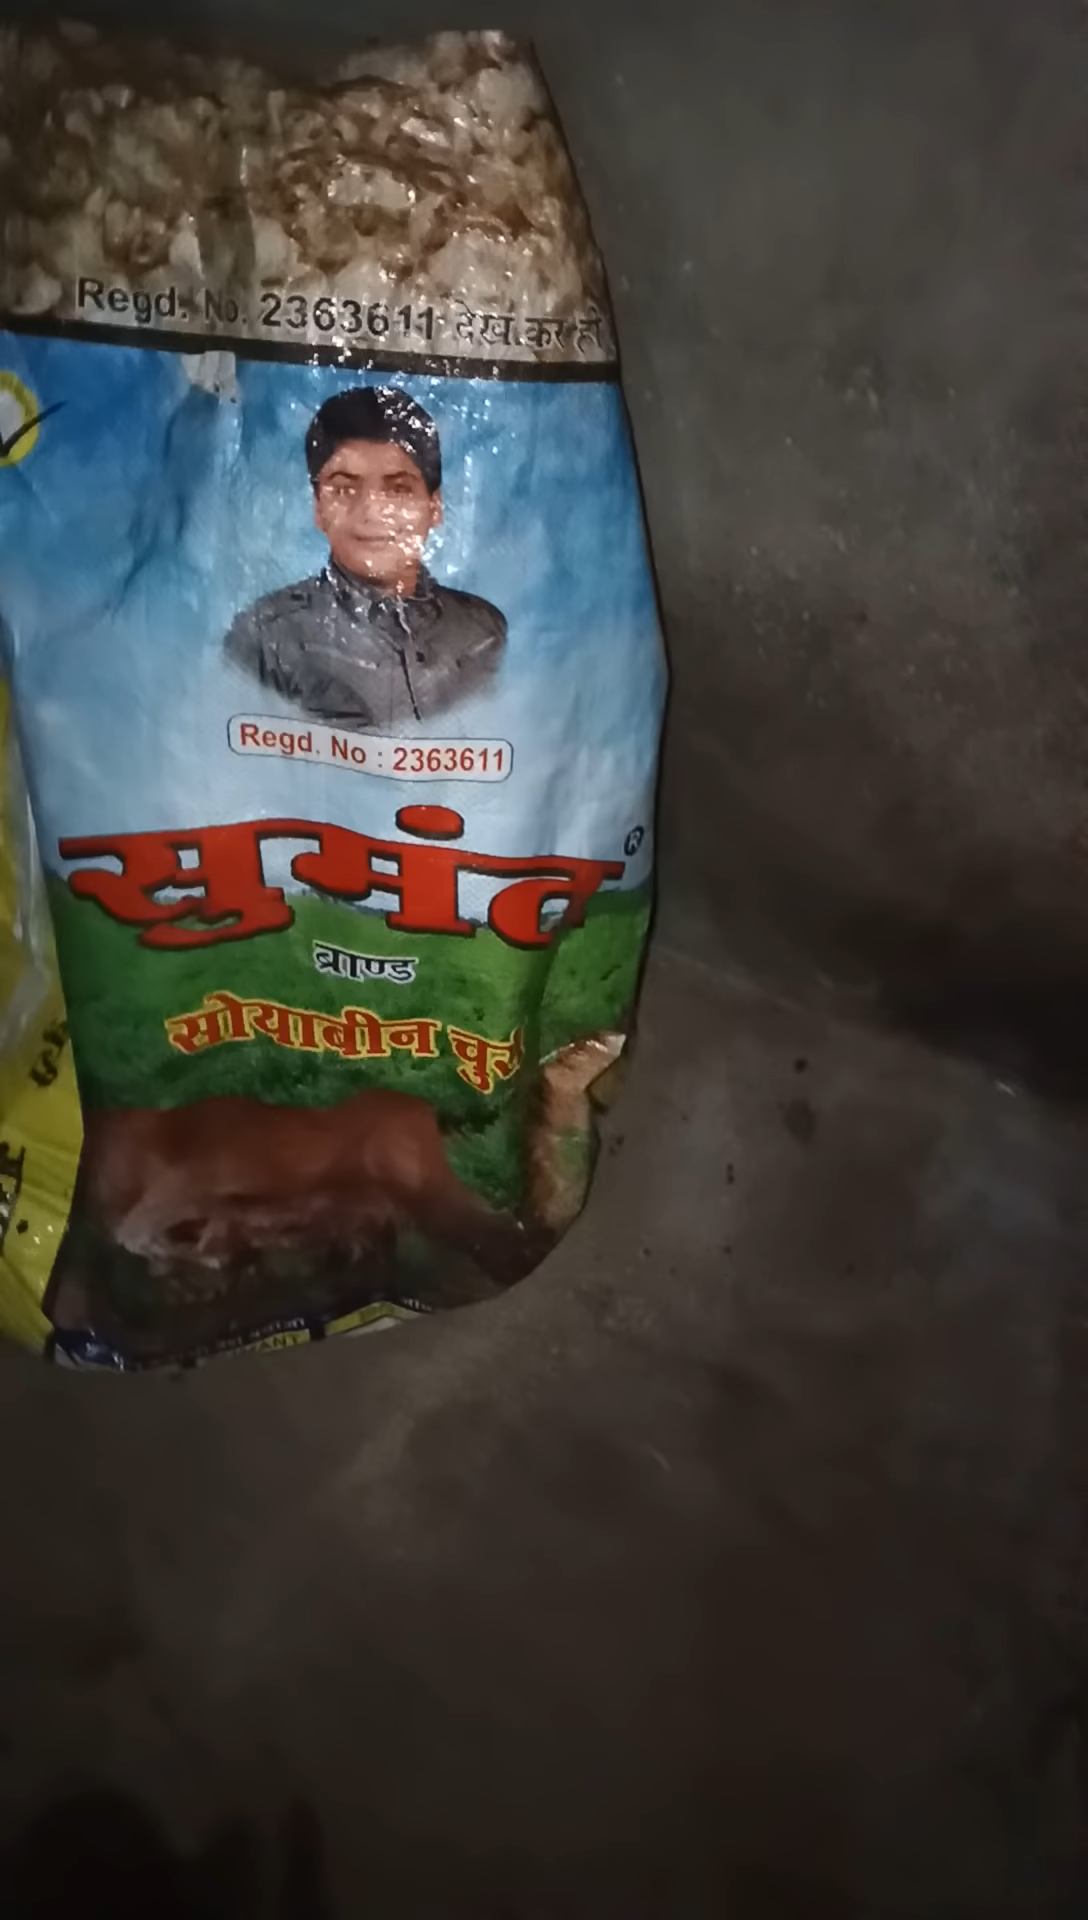 Regd. No. 2363611 देख कर ही
Regd. No : 2363611
सुमंत ®
ब्राण्ड
सोयाबीन चुरी